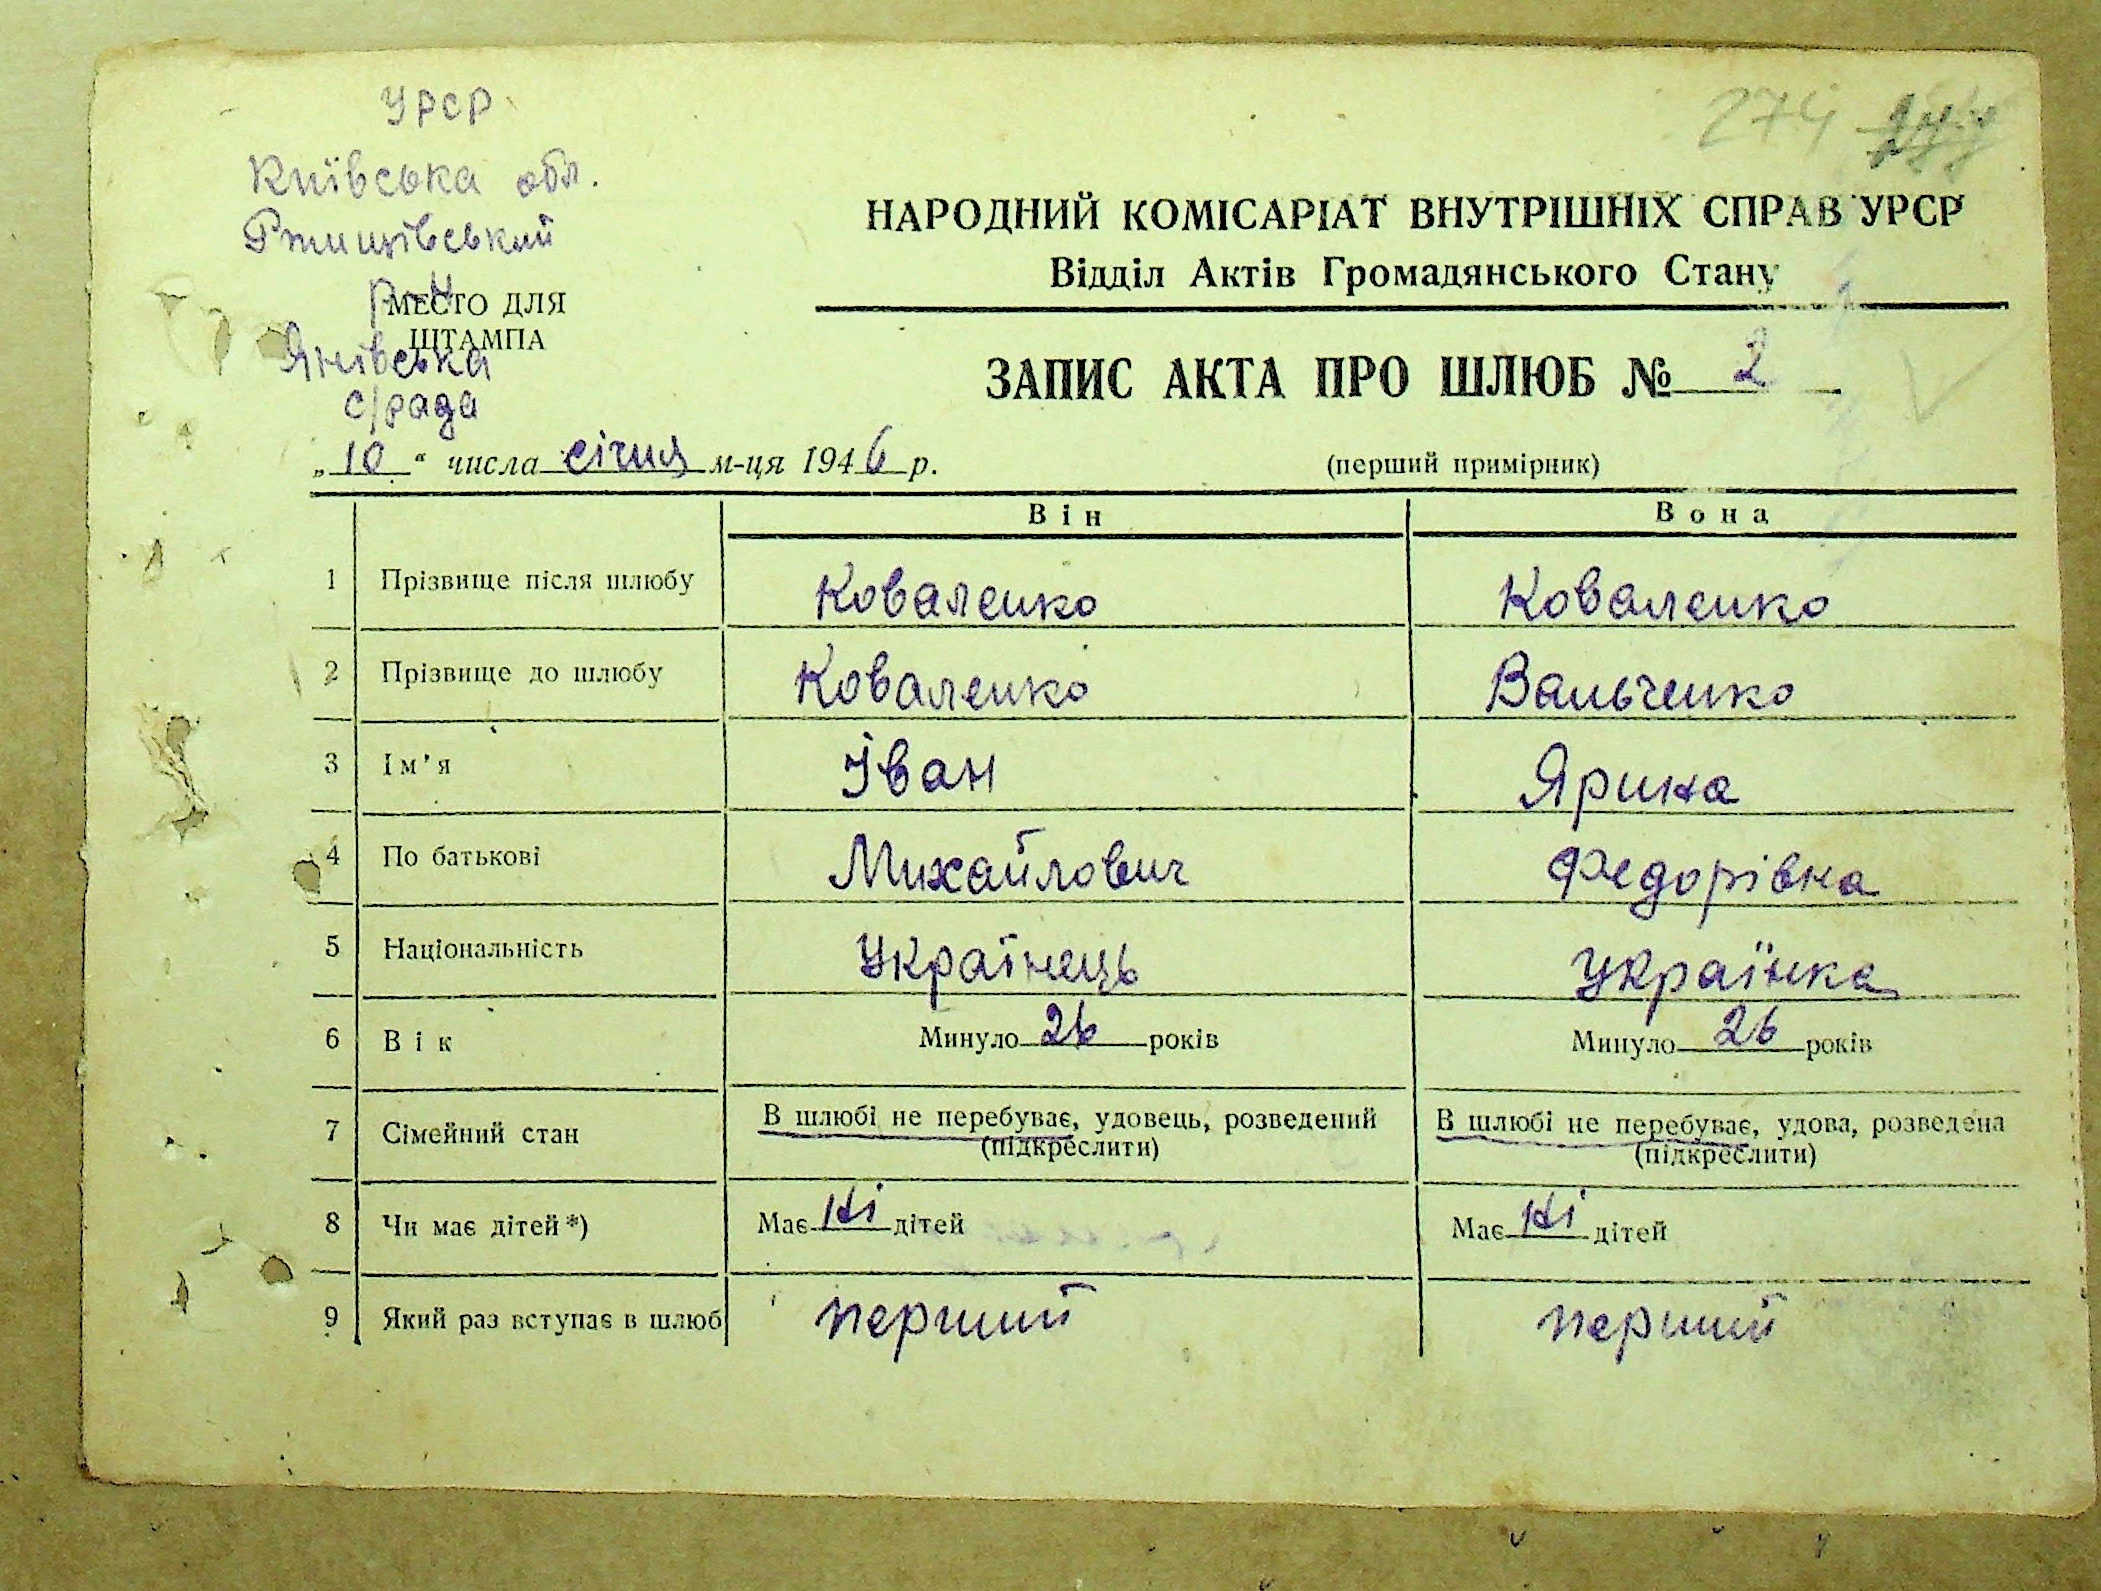 274
УРСР
Київська обл.
Ржищівський
р-н
МЕСТО ДЛЯ
ШТАМПА
Янівська
с/рада
НАРОДНИЙ КОМІСАРІАТ ВНУТРІШНІХ СПРАВ УРСР
Відділ Актів Громадянського Стану
ЗАПИС АКТА ПРО ШЛЮБ № 2
„10“ числа січня м-ця 1946 р. (перший примірник)
Він Вона
1 Прізвище після шлюбу Коваленко Коваленко
2 Прізвище до шлюбу Коваленко Вальченко
3 Ім’я Іван Ярина
4 По батькові Михайлович Федорівна
5 Національність Українець Українка
6 Вік Минуло 26 років Минуло 26 років
7 Сімейний стан В шлюбі не перебуває, удовець, розведений (підкреслити) В шлюбі не перебуває, удова, розведена (підкреслити)
8 Чи має дітей*) Має ні дітей Має ні дітей
9 Який раз вступає в шлюб перший перший